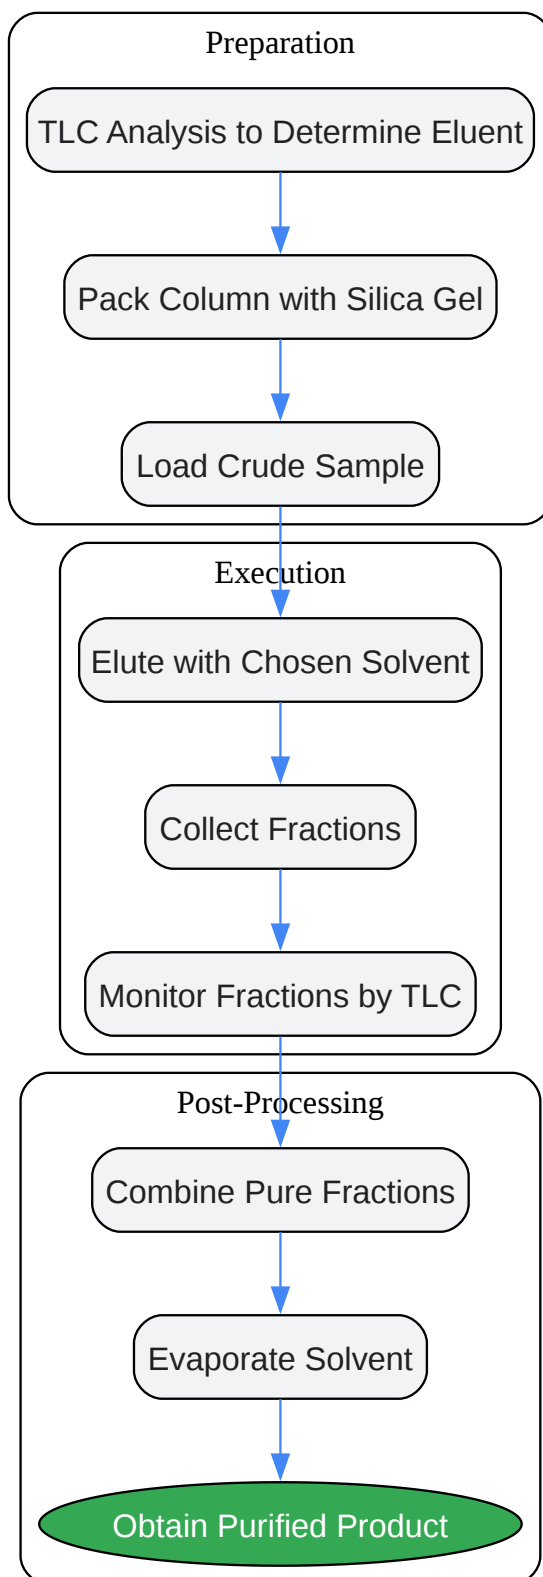 Preparation
TLC Analysis to Determine Eluent
Pack Column with Silica Gel
Load Crude Sample
Execution
Elute with Chosen Solvent
Collect Fractions
Monitor Fractions by TLC
Post-Processing
Combine Pure Fractions
Evaporate Solvent
Obtain Purified Product